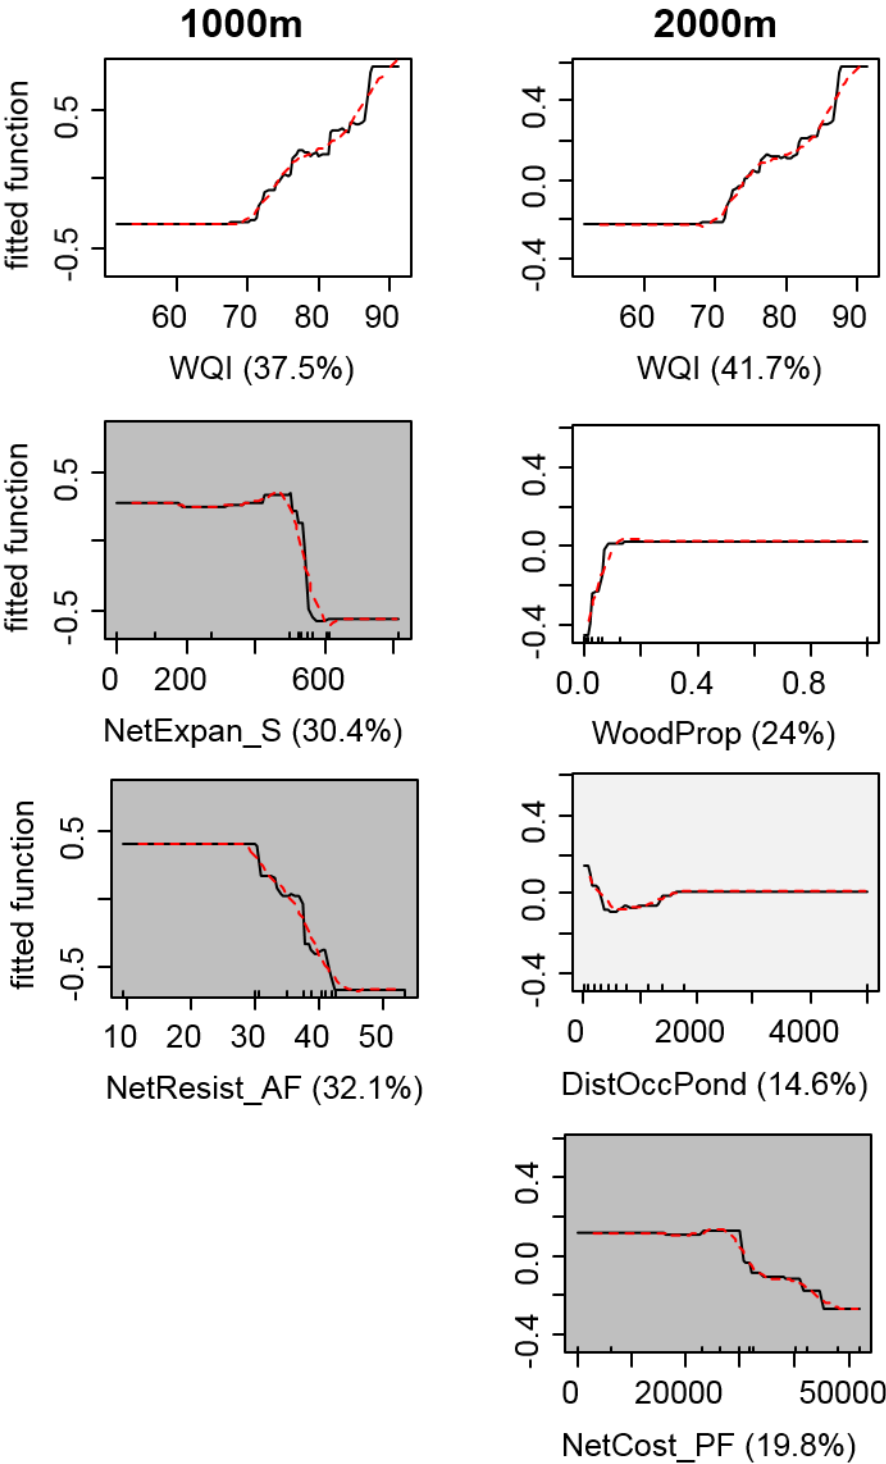 1000m 2000m
fitted function
0.5
-0.5
60 70 80 90
WQI (37.5%)
0.4
0.0
-0.4
60 70 80 90
WQI (41.7%)
fitted function
0.5
-0.5
0 200 600
NetExpan_S (30.4%)
0.4
0.0
-0.4
0.0 0.4 0.8
WoodProp (24%)
fitted function
0.5
-0.5
10 20 30 40 50
NetResist_AF (32.1%)
0.4
0.0
-0.4
0 2000 4000
DistOccPond (14.6%)
0.4
0.0
-0.4
0 20000 50000
NetCost_PF (19.8%)